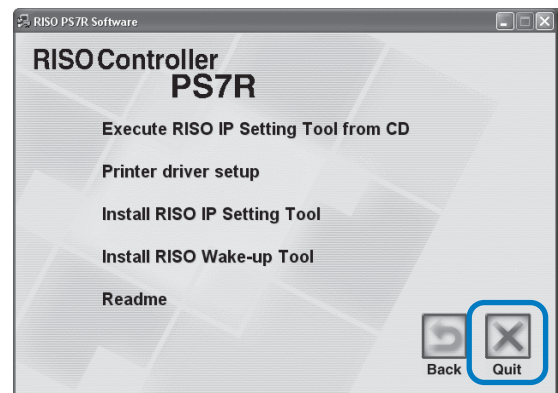 RISO PS7R Software
RISO Controller
PS7R
Execute RISO IP Setting Tool from CD
Printer driver setup
Install RISO IP Setting Tool
Install RISO Wake-up Tool
Readme
Back Quit